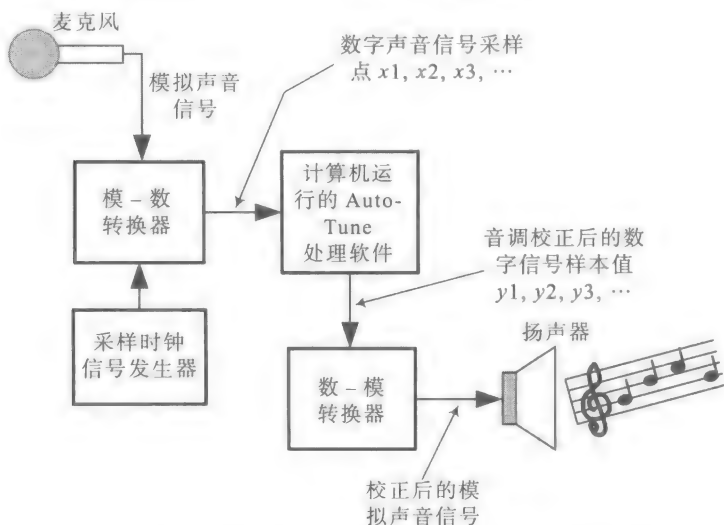 麦克风
模拟声音
信号
数字声音信号采样
点 x1, x2, x3, …
模－数
转换器
计算机运
行的 Auto-
Tune
处理软件
采样时钟
信号发生器
音调校正后的数
字信号样本值
y1, y2, y3, …
数－模
转换器
扬声器
校正后的模
拟声音信号